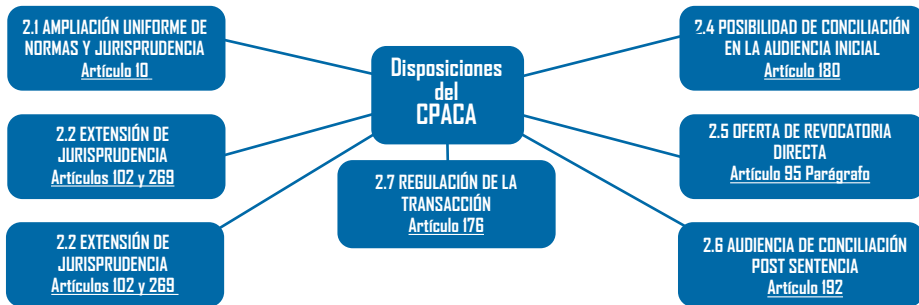 2.1 AMPLIACIÓN UNIFORME DE
NORMAS Y JURISPRUDENCIA
Artículo 10
2.2 EXTENSIÓN DE
JURISPRUDENCIA
Artículos 102 y 269
2.2 EXTENSIÓN DE
JURISPRUDENCIA
Artículos 102 y 269
Disposiciones
del
CPACA
2.7 REGULACIÓN DE LA
TRANSACCIÓN
Artículo 176
2.4 POSIBILIDAD DE CONCILIACIÓN
EN LA AUDIENCIA INICIAL
Artículo 180
2.5 OFERTA DE REVOCATORIA
DIRECTA
Artículo 95 Parágrafo
2.6 AUDIENCIA DE CONCILIACIÓN
POST SENTENCIA
Artículo 192